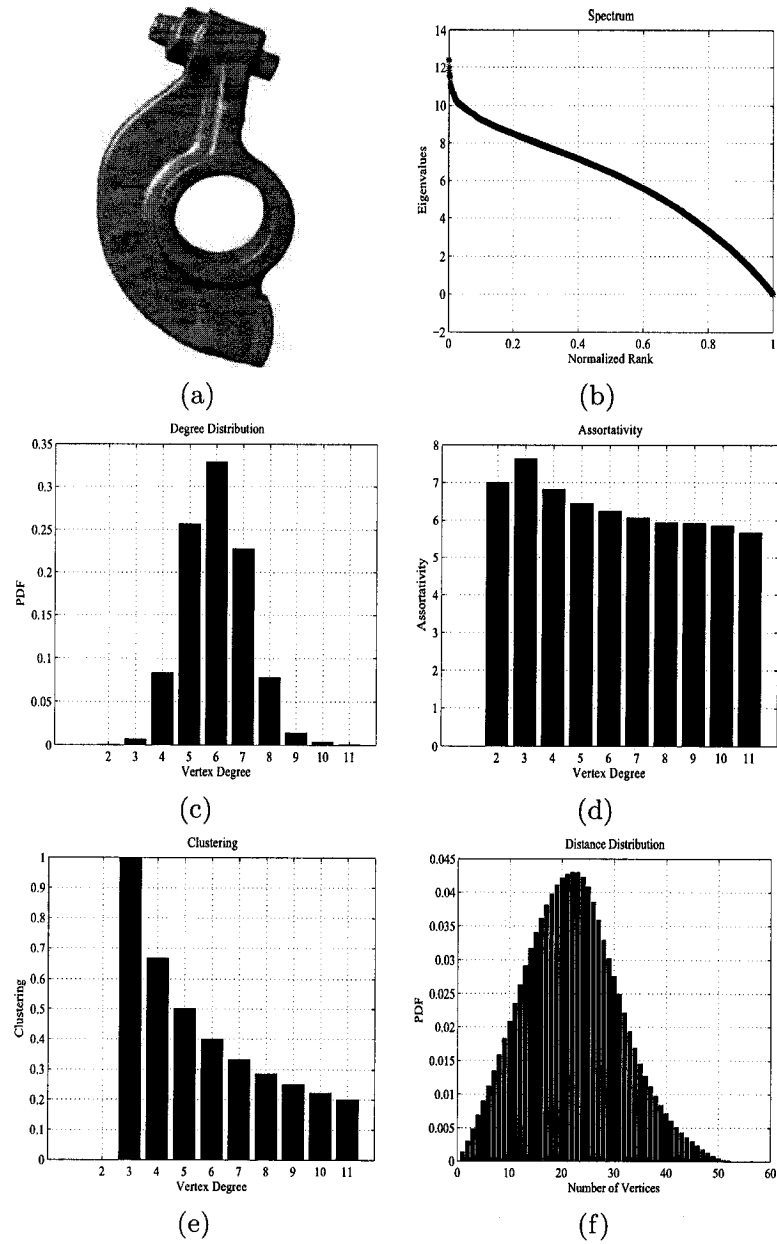 Spectrum
14
12
10
8
6
4
2
0
−2
Eigenvalues
0 0.2 0.4 0.6 0.8 1
Normalized Rank
(a)
(b)
Degree Distribution
0.35
0.3
0.25
0.2
0.15
0.1
0.05
0
PDF
2 3 4 5 6 7 8 9 10 11
Vertex Degree
(c)
Assortativity
8
7
6
5
4
3
2
1
0
Assortativity
2 3 4 5 6 7 8 9 10 11
Vertex Degree
(d)
Clustering
1
0.9
0.8
0.7
0.6
0.5
0.4
0.3
0.2
0.1
0
Clustering
2 3 4 5 6 7 8 9 10 11
Vertex Degree
(e)
Distance Distribution
0.045
0.04
0.035
0.03
0.025
0.02
0.015
0.01
0.005
0
PDF
0 10 20 30 40 50 60
Number of Vertices
(f)